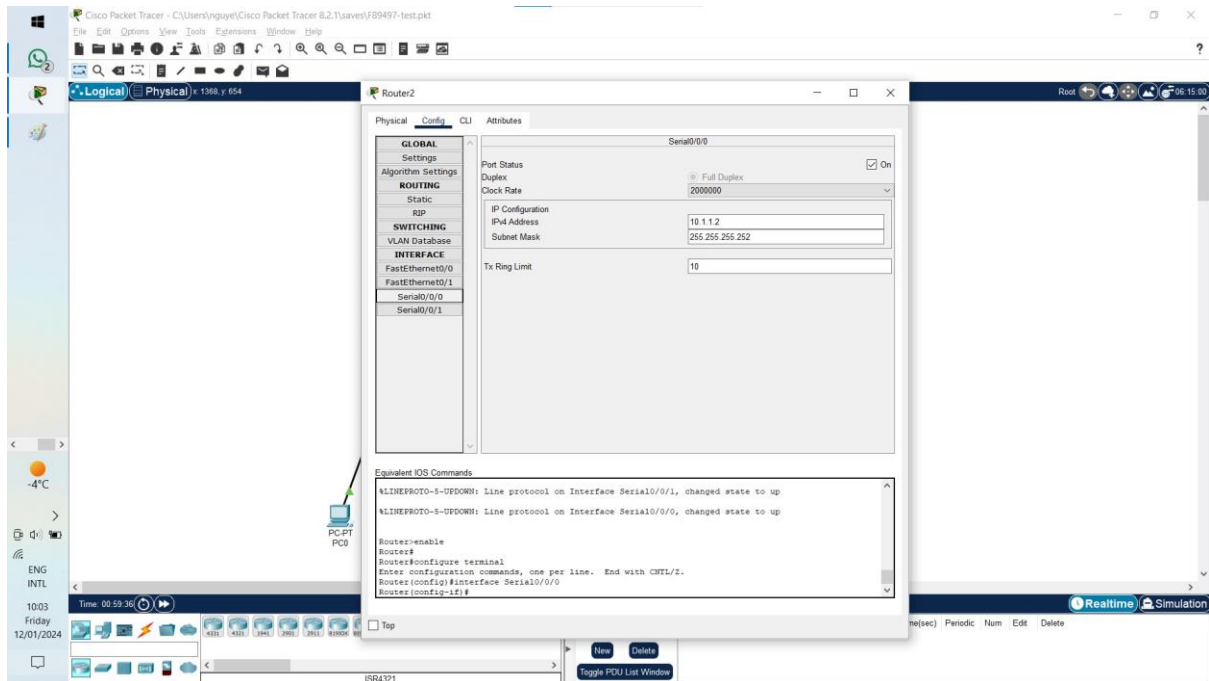 Cisco Packet Tracer - C:\Users\nguye\Cisco Packet Tracer 8.2.1\saves\F89497-test.pkt
File Edit Options View Tools Extensions Window Help
?
2
Logical Physical x: 1368, y: 654
Root 06:15:00
Router2
Physical Config CLI Attributes
GLOBAL
Settings
Algorithm Settings
ROUTING
Static
RIP
SWITCHING
VLAN Database
INTERFACE
FastEthernet0/0
FastEthernet0/1
Serial0/0/0
Serial0/0/1
Serial0/0/0
Port Status On
Duplex Full Duplex
Clock Rate 2000000
IP Configuration
IPv4 Address 10.1.1.2
Subnet Mask 255.255.255.252
Tx Ring Limit 10
Equivalent IOS Commands
%LINEPROTO-5-UPDOWN: Line protocol on Interface Serial0/0/1, changed state to up
%LINEPROTO-5-UPDOWN: Line protocol on Interface Serial0/0/0, changed state to up
Router>enable
Router#
Router#configure terminal
Enter configuration commands, one per line. End with CNTL/Z.
Router(config)#interface Serial0/0/0
Router(config-if)#
Top
PC-PT
PC0
-4°C
ENG
INTL
10:03
Friday
12/01/2024
Time: 00:59:36
Realtime Simulation
4331 4321 1941 2901 2911
me(sec) Periodic Num Edit Delete
New Delete
Toggle PDU List Window
ISR4321